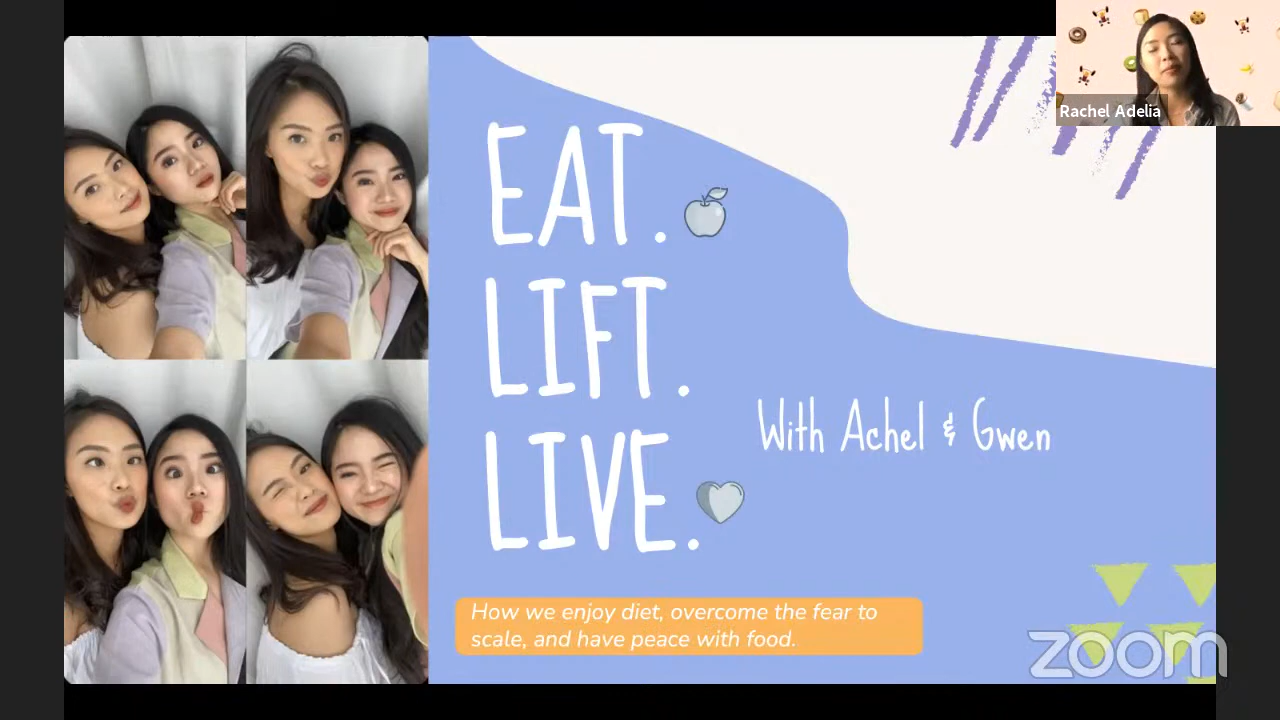 Rachel Adelia
EAT.
LIFT.
LIVE.
With Achel & Gwen
How we enjoy diet, overcome the fear to
scale, and have peace with food.
zoom